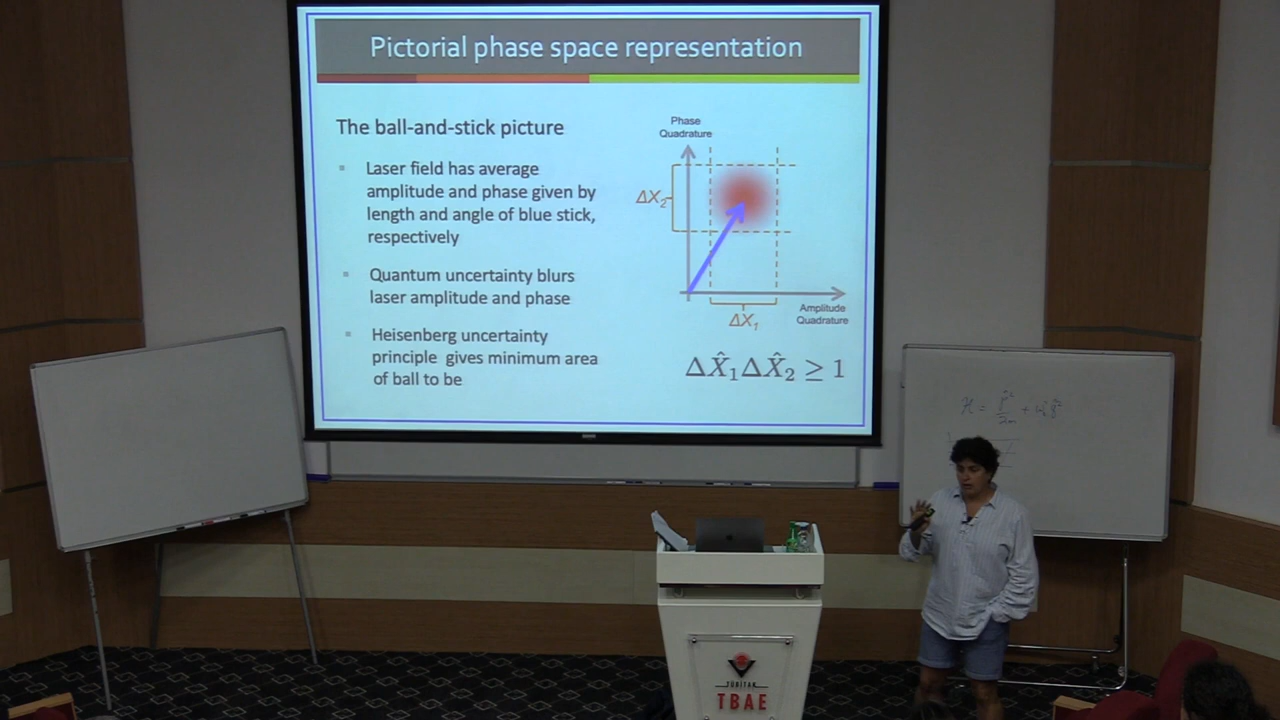 Pictorial phase space representation
The ball-and-stick picture
Laser field has average
amplitude and phase given by
length and angle of blue stick,
respectively
Quantum uncertainty blurs
laser amplitude and phase
Heisenberg uncertainty
principle gives minimum area
of ball to be
Phase
Quadrature
ΔX₂
Amplitude
Quadrature
ΔX₁
ΔX̂₁ΔX̂₂ ≥ 1
TÜBİTAK
TBAE